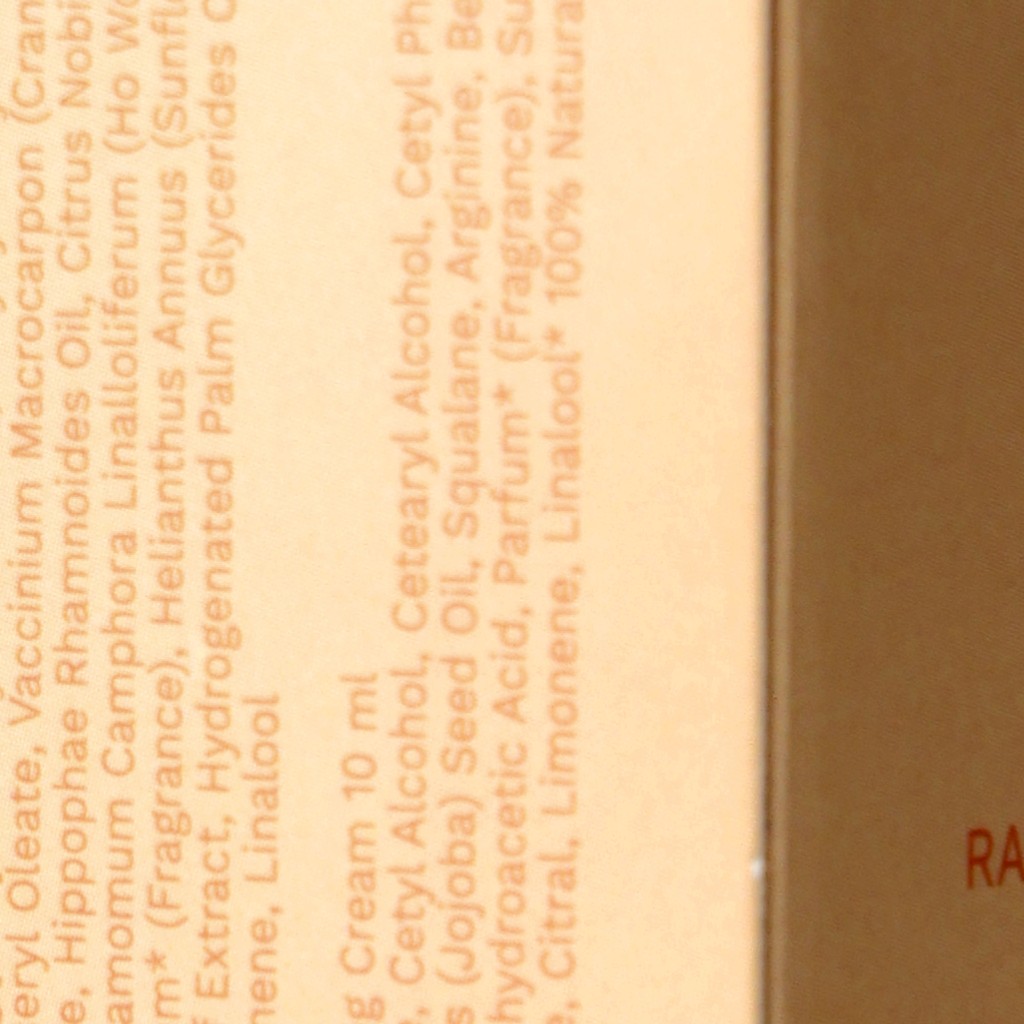 eryl Oleate, Vaccinium Macrocarpon (Cran
e, Hippophae Rhamnoides Oil, Citrus Nobi
amomum Camphora Linalloliferum (Ho Wo
m* (Fragrance), Helianthus Annuus (Sunfl
Extract, Hydrogenated Palm Glycerides C
nene, Linalool
g Cream 10 ml
, Cetyl Alcohol, Cetearyl Alcohol, Cetyl Ph
s (Jojoba) Seed Oil, Squalane, Arginine, Be
hydroacetic Acid, Parfum* (Fragrance), Su
e, Citral, Limonene, Linalool* 100% Natura
RA